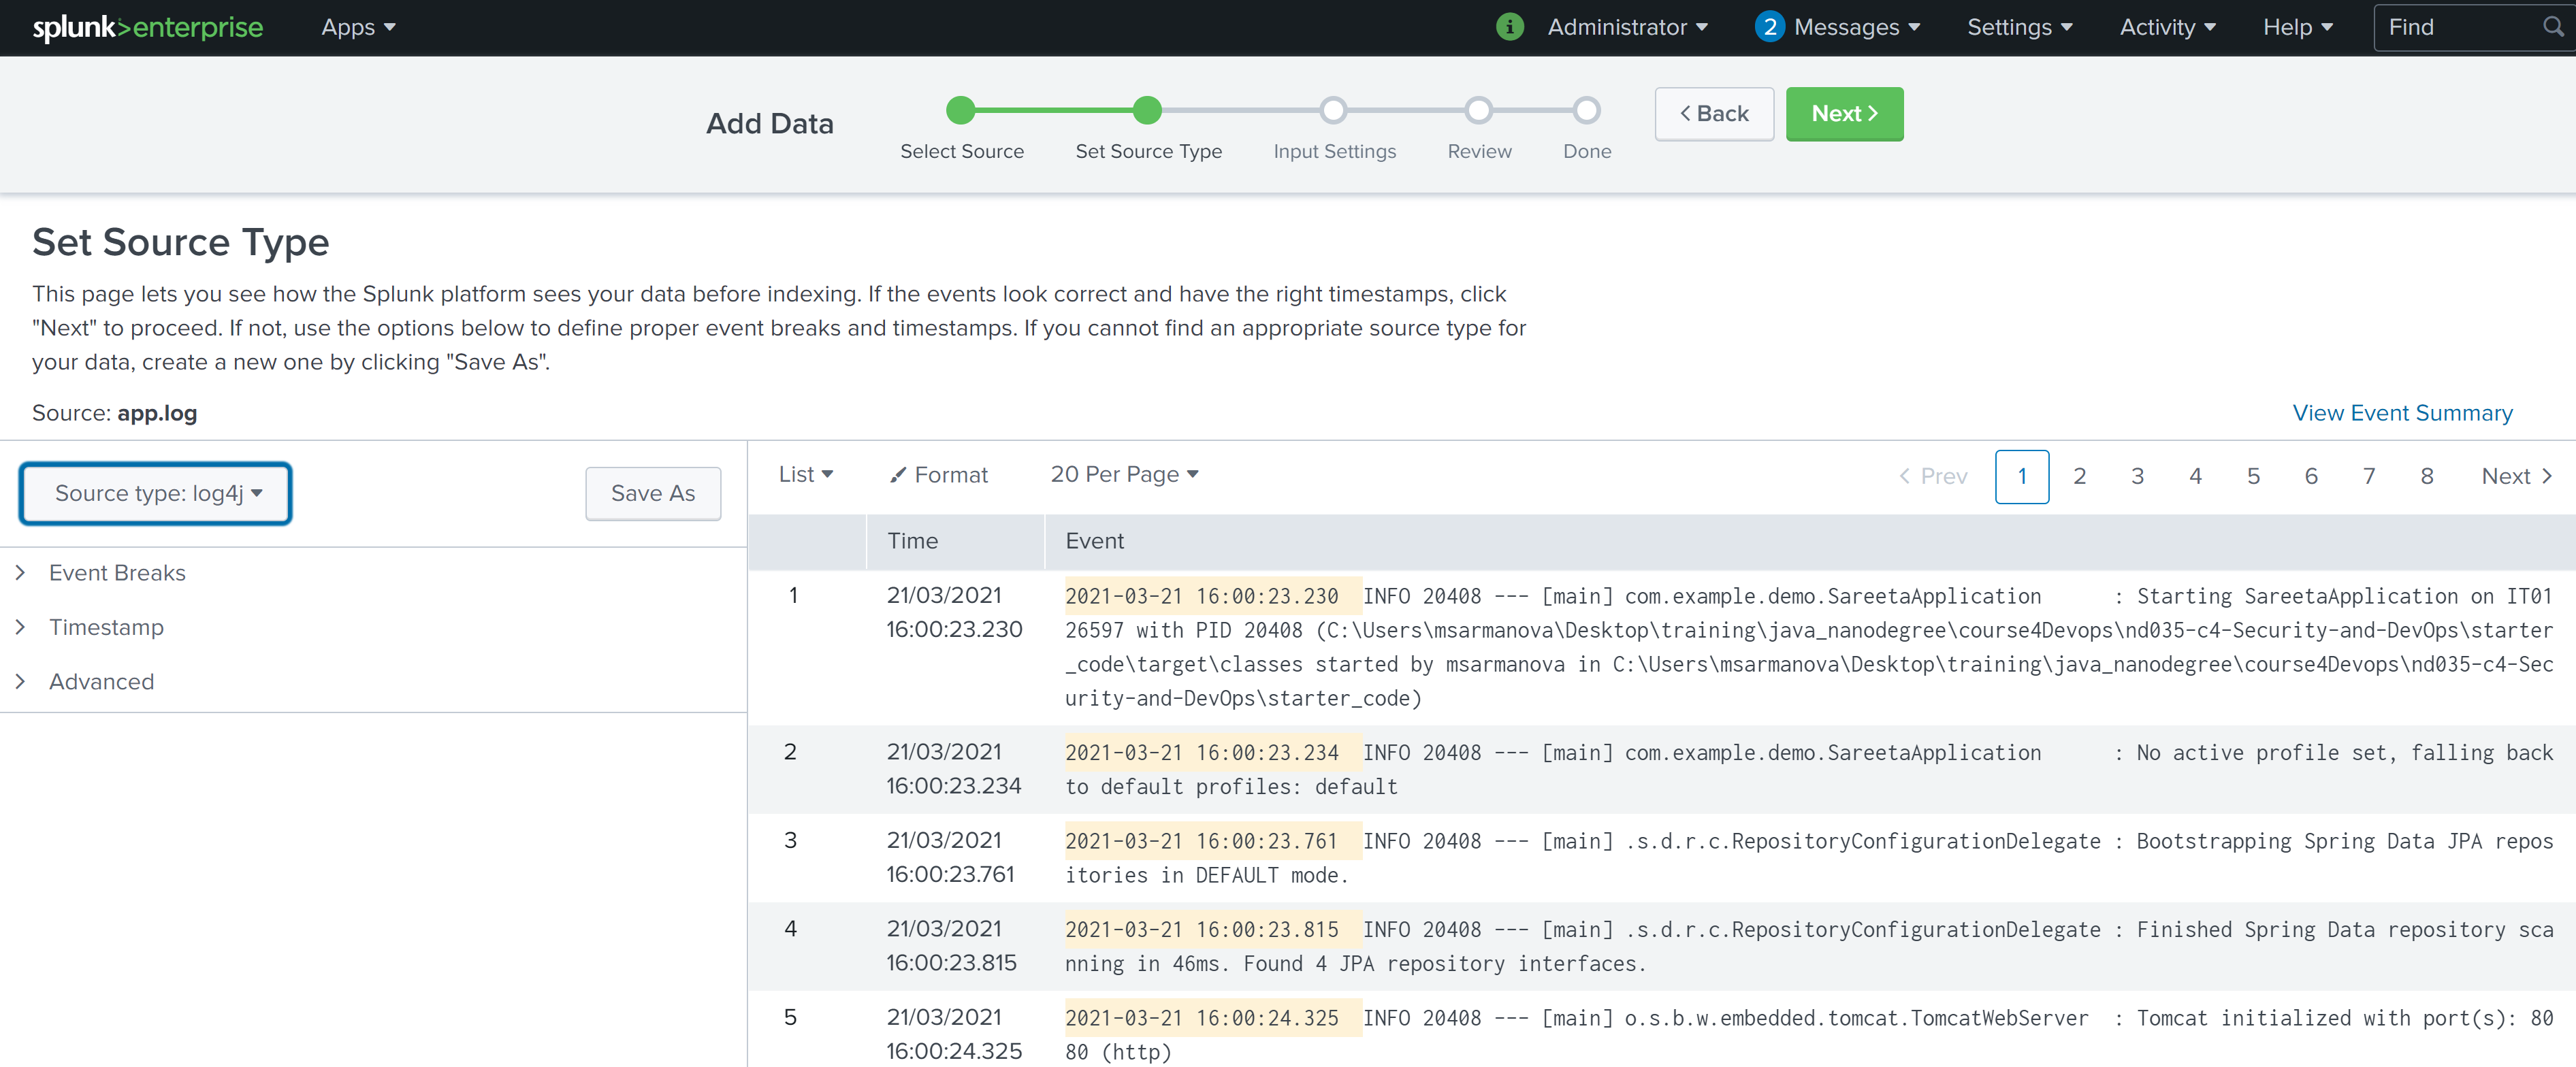 splunk>enterprise Apps Administrator 2 Messages Settings Activity Help Find
Add Data
Select Source Set Source Type Input Settings Review Done
< Back Next >
Set Source Type
This page lets you see how the Splunk platform sees your data before indexing. If the events look correct and have the right timestamps, click
"Next" to proceed. If not, use the options below to define proper event breaks and timestamps. If you cannot find an appropriate source type for
your data, create a new one by clicking "Save As".
Source: app.log
View Event Summary
Source type: log4j Save As
Event Breaks
Timestamp
Advanced
List Format 20 Per Page < Prev 1 2 3 4 5 6 7 8 Next >
Time Event
1 21/03/2021 2021-03-21 16:00:23.230 INFO 20408 --- [main] com.example.demo.SareetaApplication : Starting SareetaApplication on IT01
16:00:23.230 26597 with PID 20408 (C:\Users\msarmanova\Desktop\training\java_nanodegree\course4Devops\nd035-c4-Security-and-DevOps\starter
_code\target\classes started by msarmanova in C:\Users\msarmanova\Desktop\training\java_nanodegree\course4Devops\nd035-c4-Sec
urity-and-DevOps\starter_code)
2 21/03/2021 2021-03-21 16:00:23.234 INFO 20408 --- [main] com.example.demo.SareetaApplication : No active profile set, falling back
16:00:23.234 to default profiles: default
3 21/03/2021 2021-03-21 16:00:23.761 INFO 20408 --- [main] .s.d.r.c.RepositoryConfigurationDelegate : Bootstrapping Spring Data JPA repos
16:00:23.761 itories in DEFAULT mode.
4 21/03/2021 2021-03-21 16:00:23.815 INFO 20408 --- [main] .s.d.r.c.RepositoryConfigurationDelegate : Finished Spring Data repository sca
16:00:23.815 nning in 46ms. Found 4 JPA repository interfaces.
5 21/03/2021 2021-03-21 16:00:24.325 INFO 20408 --- [main] o.s.b.w.embedded.tomcat.TomcatWebServer : Tomcat initialized with port(s): 80
16:00:24.325 80 (http)